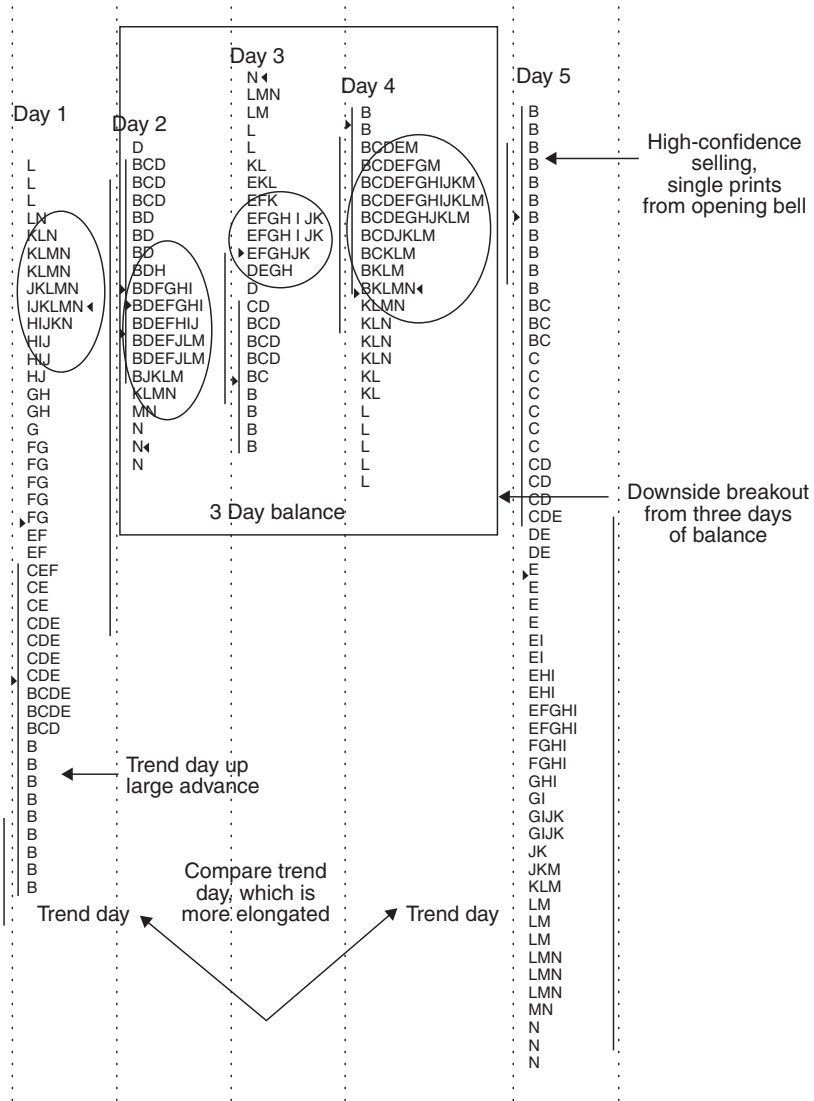 Day 1
L
L
L
LN
KLN
KLMN
KLMN
JKLMN
IJKLMN
HIJKN
HIJ
HIJ
HJ
GH
GH
G
FG
FG
FG
FG
FG
EF
EF
CEF
CE
CE
CDE
CDE
CDE
CDE
BCDE
BCDE
BCD
B
B
B
B
B
B
B
B
B
Trend day
Trend day up
large advance
Day 2
D
BCD
BCD
BCD
BD
BD
BD
BDH
BDFGHI
BDEFGHI
BDEFHIJ
BDEFJLM
BDEFJLM
BJKLM
KLMN
MN
N
N
N
Day 3
N
LMN
LM
L
L
KL
EKL
EFK
EFGH I JK
EFGH I JK
EFGHJK
DEGH
D
CD
BCD
BCD
BCD
BC
B
B
B
B
3 Day balance
Day 4
B
B
BCDEM
BCDEFGM
BCDEFGHIJKM
BCDEFGHIJKLM
BCDEGHJKLM
BCDJKLM
BCKLM
BKLM
BKLMN
KLMN
KLN
KLN
KLN
KL
KL
L
L
L
L
L
Compare trend
day, which is
more elongated
Trend day
Day 5
B
B
B
B
B
B
B
B
B
B
B
BC
BC
BC
C
C
C
C
C
C
CD
CD
CD
CDE
DE
DE
E
E
E
E
EI
EI
EHI
EHI
EFGHI
EFGHI
FGHI
FGHI
GHI
GI
GIJK
GIJK
JK
JKM
KLM
LM
LM
LM
LMN
LMN
LMN
MN
N
N
N
High-confidence
selling,
single prints
from opening bell
Downside breakout
from three days
of balance